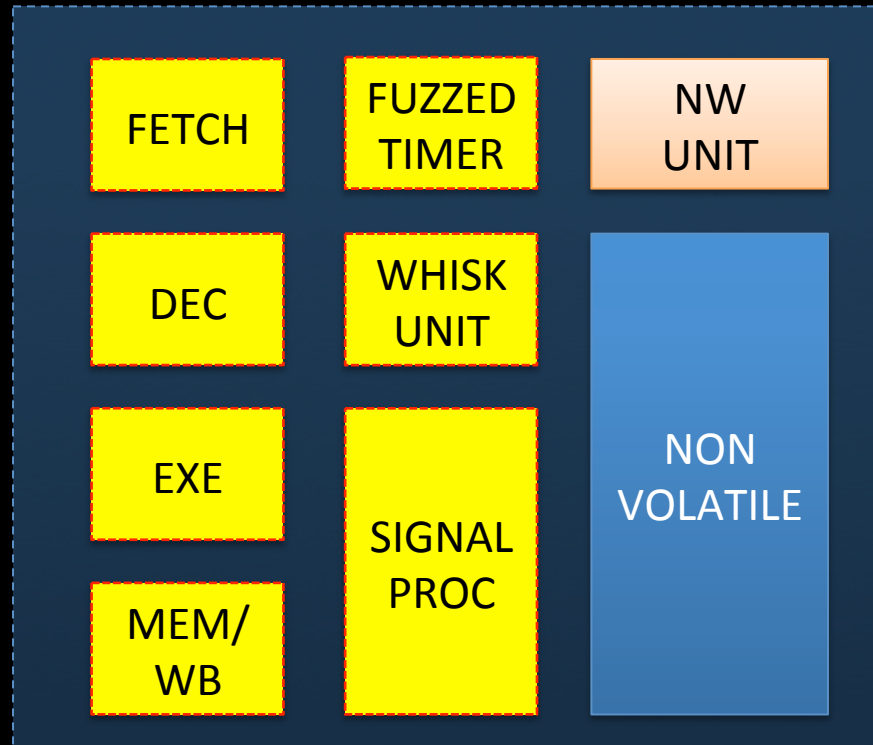 FETCH
FUZZED
TIMER
NW
UNIT
DEC
WHISK
UNIT
NON
VOLATILE
EXE
SIGNAL
PROC
MEM/
WB